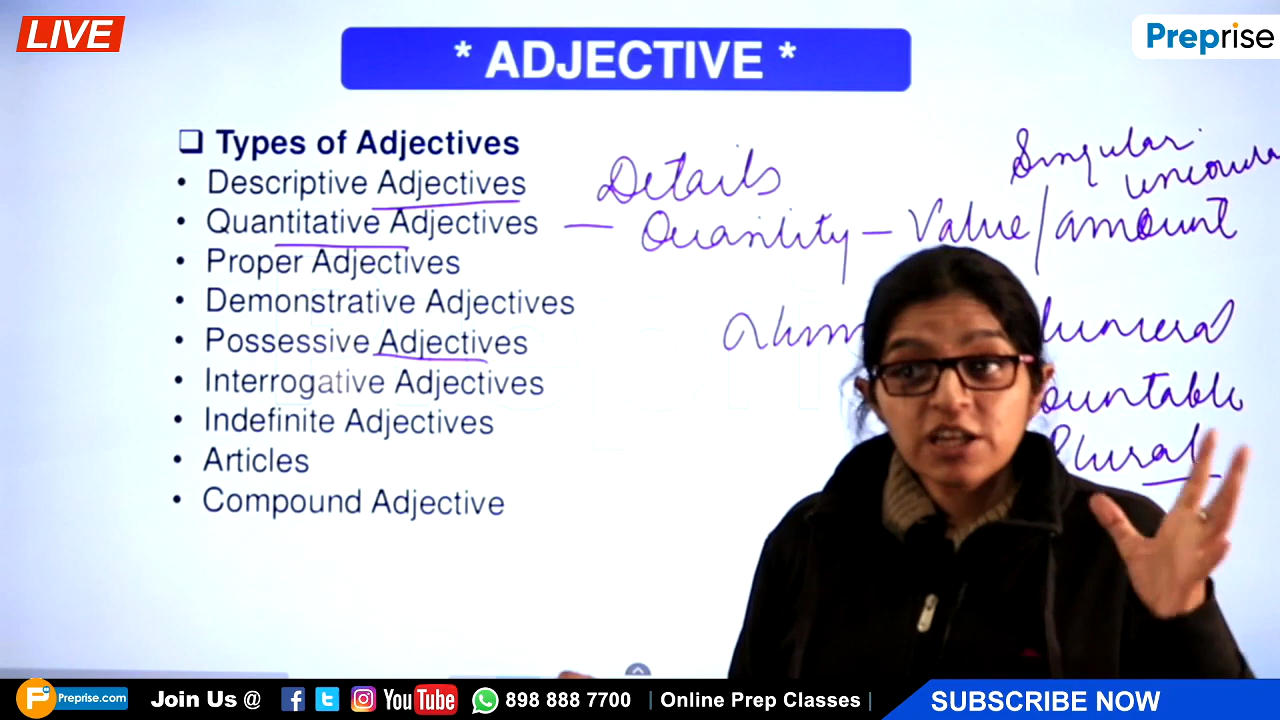 LIVE
* ADJECTIVE *
Preprise
Types of Adjectives
• Descriptive Adjectives
Details
Singular
• Quantitative Adjectives
— Quantity – Value/amount
• Proper Adjectives
• Demonstrative Adjectives
• Possessive Adjectives
• Interrogative Adjectives
• Indefinite Adjectives
Plural
• Articles
• Compound Adjective
Preprise.com
Join Us @
YouTube
898 888 7700
| Online Prep Classes |
SUBSCRIBE NOW